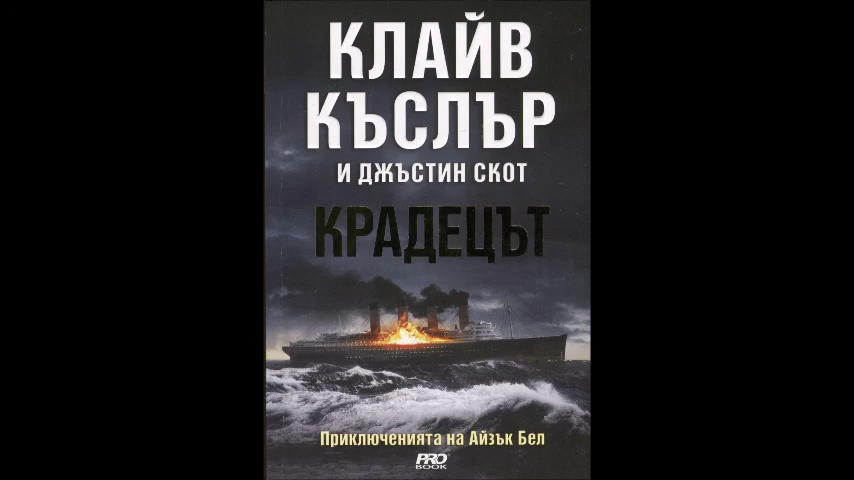 КЛАЙВ
КЪСЛЪР
И ДЖЪСТИН СКОТ
КРАДЕЦЪТ
Приключенията на Айзък Бел
PRO
BOOK